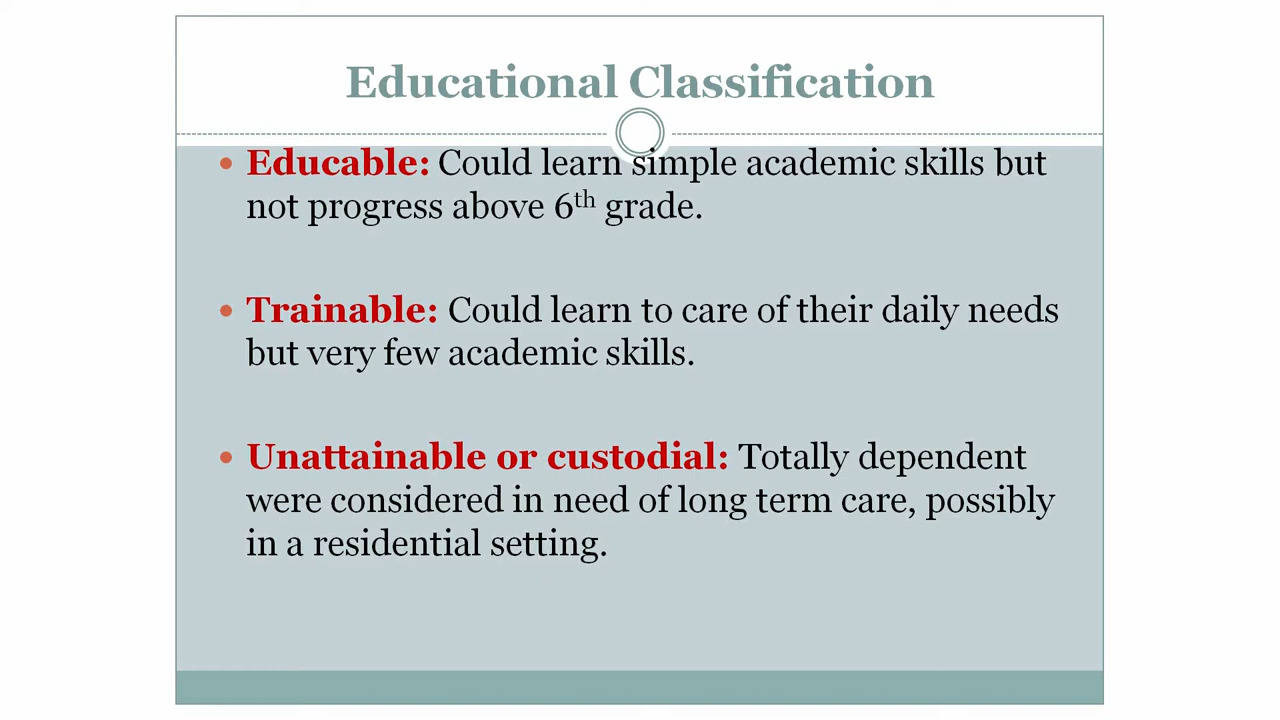 Educational Classification
• Educable: Could learn simple academic skills but
not progress above 6th grade.
• Trainable: Could learn to care of their daily needs
but very few academic skills.
• Unattainable or custodial: Totally dependent
were considered in need of long term care, possibly
in a residential setting.